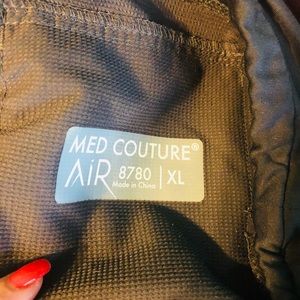 MED COUTURE®
AiR 8780 | XL
Made in China